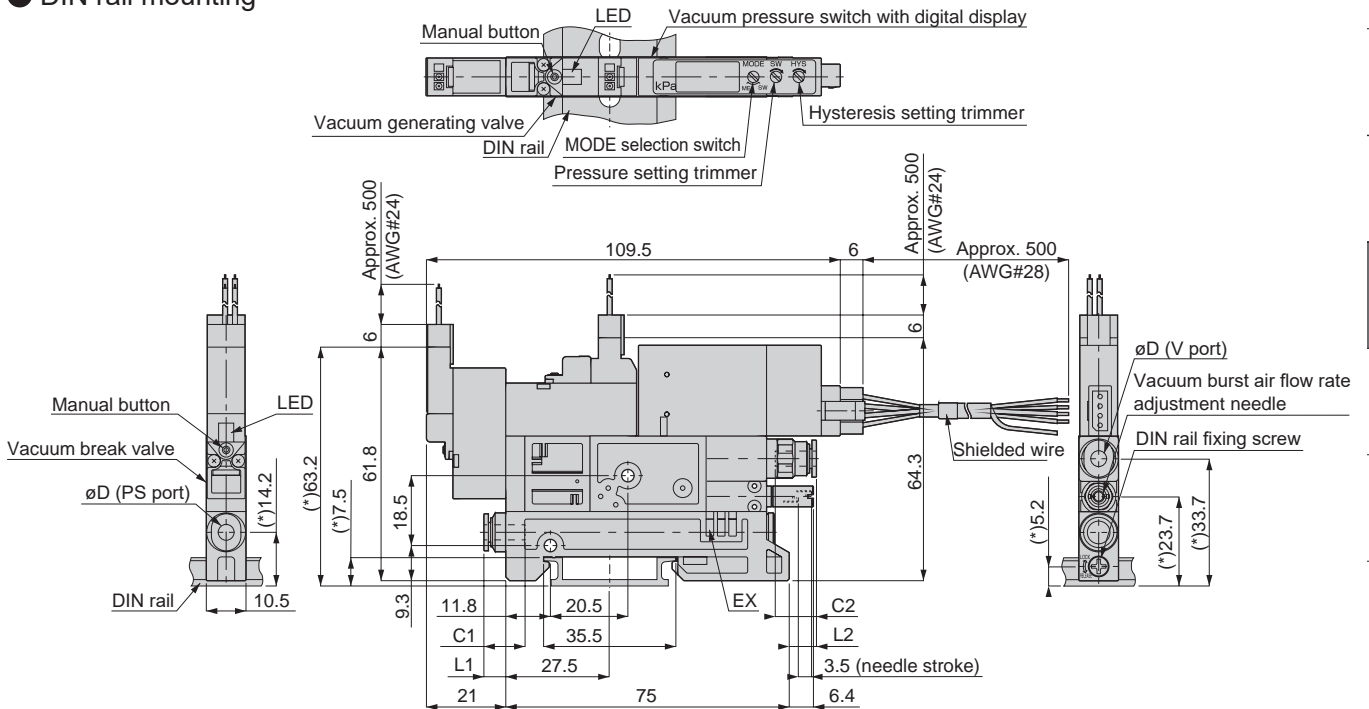 DIN rail mounting
LED
Vacuum pressure switch with digital display
Manual button
MODE SW HYS
kPa
SW
Vacuum generating valve
Hysteresis setting trimmer
DIN rail
MODE selection switch
Pressure setting trimmer
Approx. 500
(AWG#24)
Approx. 500
(AWG#24)
109.5
6
Approx. 500
(AWG#28)
6
6
øD (V port)
Vacuum burst air flow rate
adjustment needle
DIN rail fixing screw
Manual button
LED
Vacuum break valve
øD (PS port)
(*)14.2
(*)63.2
61.8
(*)7.5
18.5
9.3
Shielded wire
64.3
(*)5.2
(*)23.7
(*)33.7
LOCK
DIN rail
10.5
11.8
20.5
EX
C2
C1
35.5
L2
L1
27.5
3.5 (needle stroke)
21
75
6.4